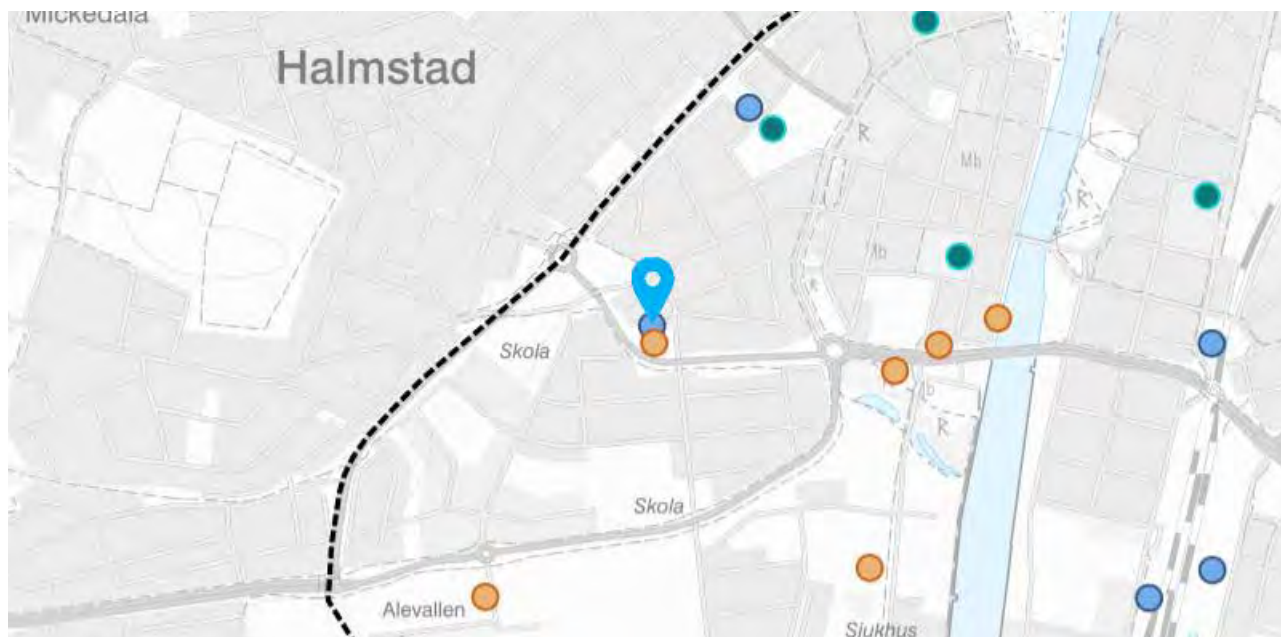 Mickedala
Halmstad
R
Mb
R
Mb
Skola
R
Skola
Alevallen
Sjukhus